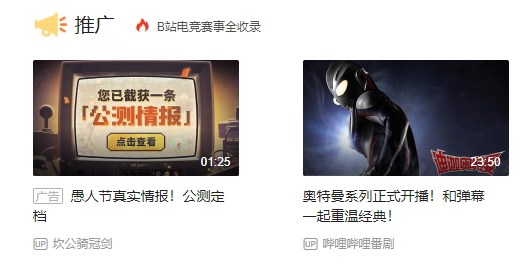 推广
B站电竞赛事全收录
您已截获一条
「公测情报」
点击查看
01:25
23:50
广告 愚人节真实情报！公测定
档
UP 坎公骑冠剑
奥特曼系列正式开播！和弹幕
一起重温经典！
UP 哔哩哔哩番剧